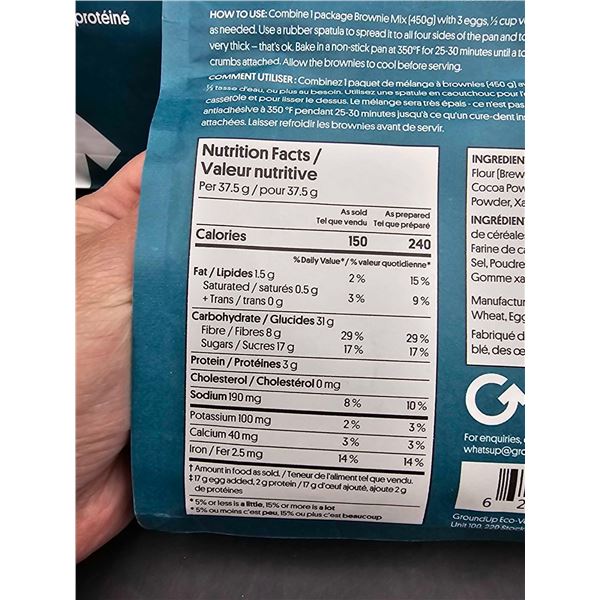 protéiné
HOW TO USE: Combine 1 package Brownie Mix (450g) with 3 eggs, ½ cup
as needed. Use a rubber spatula to spread it to all four sides of the pan and to
very thick – that's ok. Bake in a non-stick pan at 350°F for 25-30 minutes until a
crumbs attached. Allow the brownies to cool before serving.
COMMENT UTILISER : Combinez 1 paquet de mélange à brownies (450 g)
½ tasse d'eau, ou plus au besoin. Utilisez une spatule en caoutchouc pour
casserole et pour lisser le dessus. Le mélange sera très épais - ce n'est pas
antiadhésive à 350 °F pendant 25-30 minutes jusqu'à ce qu'un cure-dent
attachées. Laisser refroidir les brownies avant de servir.
Nutrition Facts /
Valeur nutritive
Per 37.5 g / pour 37.5 g
As sold As prepared
Tel que vendu Tel que préparé
Calories 150 240
% Daily Value* / % valeur quotidienne*
Fat / Lipides 1.5 g 2 % 15 %
Saturated / saturés 0.5 g
+ Trans / trans 0 g 3 % 9 %
Carbohydrate / Glucides 31 g
Fibre / Fibres 8 g 29 % 29 %
Sugars / Sucres 17 g 17 % 17 %
Protein / Protéines 3 g
Cholesterol / Cholestérol 0 mg
Sodium 190 mg 8 % 10 %
Potassium 100 mg 2 % 3 %
Calcium 40 mg 3 % 3 %
Iron / Fer 2.5 mg 14 % 14 %
† Amount in food as sold. / Teneur de l'aliment tel que vendu.
‡ 17 g egg added, 2 g protein / 17 g d'œuf ajouté, ajoute 2 g
de protéines
* 5% or less is a little, 15% or more is a lot
* 5% ou moins c'est peu, 15% ou plus c'est beaucoup
INGREDIEN
Flour (Brew
Cocoa Pow
Powder, Xa
INGRÉDIEN
de céréale
Farine de ca
Sel, Poudre
Gomme xa
Manufactur
Wheat, Egg
Fabriqué d
blé, des œ
For enquiries,
whatsup@gro
6 2
GroundUp Eco-V
Unit 100, 220 Stock